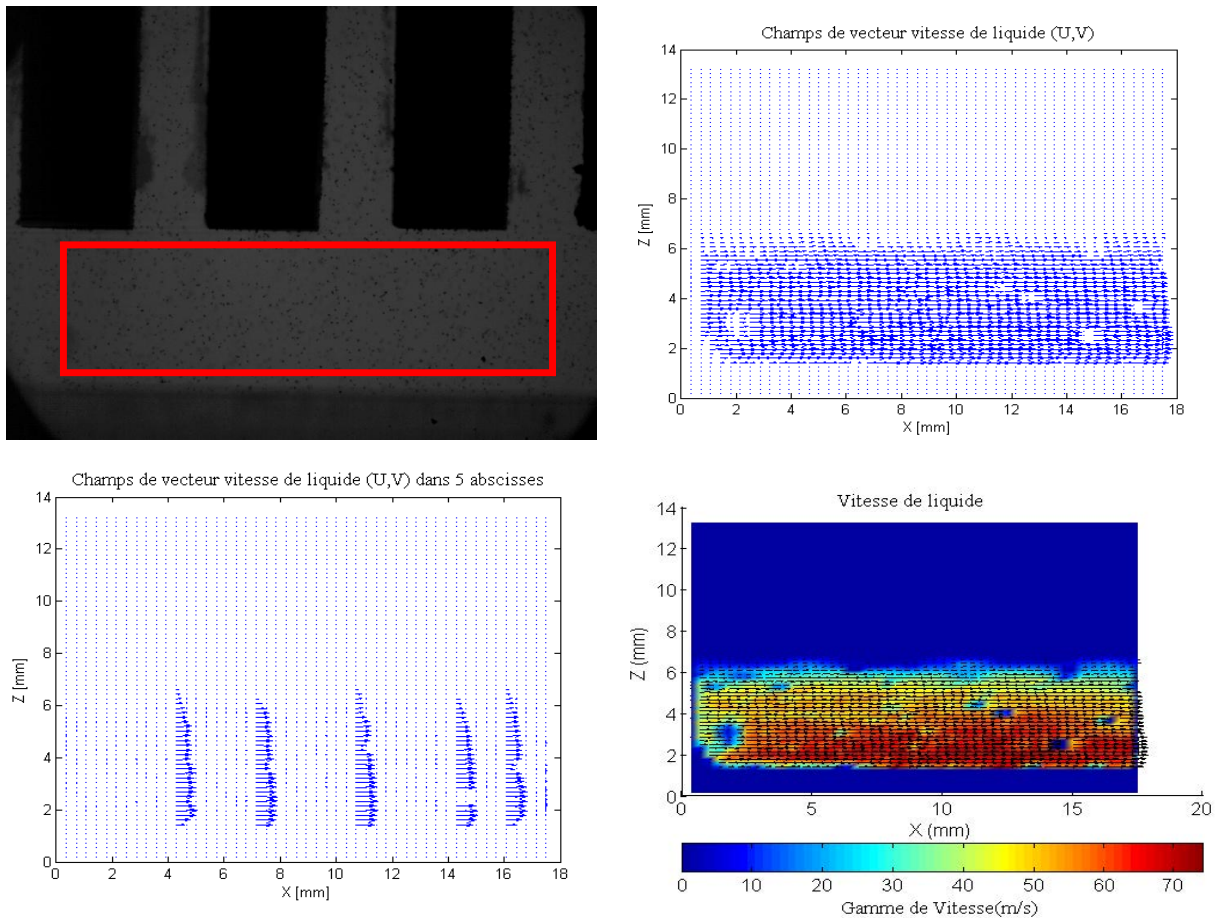 Champs de vecteur vitesse de liquide (U,V)
14
12
10
8
6
4
2
0
Z [mm]
0 2 4 6 8 10 12 14 16 18
X [mm]
Champs de vecteur vitesse de liquide (U,V) dans 5 abscisses
14
12
10
8
6
4
2
0
Z [mm]
0 2 4 6 8 10 12 14 16 18
X [mm]
Vitesse de liquide
14
12
10
8
6
4
2
0
Z (mm)
0 5 10 15 20
X (mm)
0 10 20 30 40 50 60 70
Gamme de Vitesse(m/s)